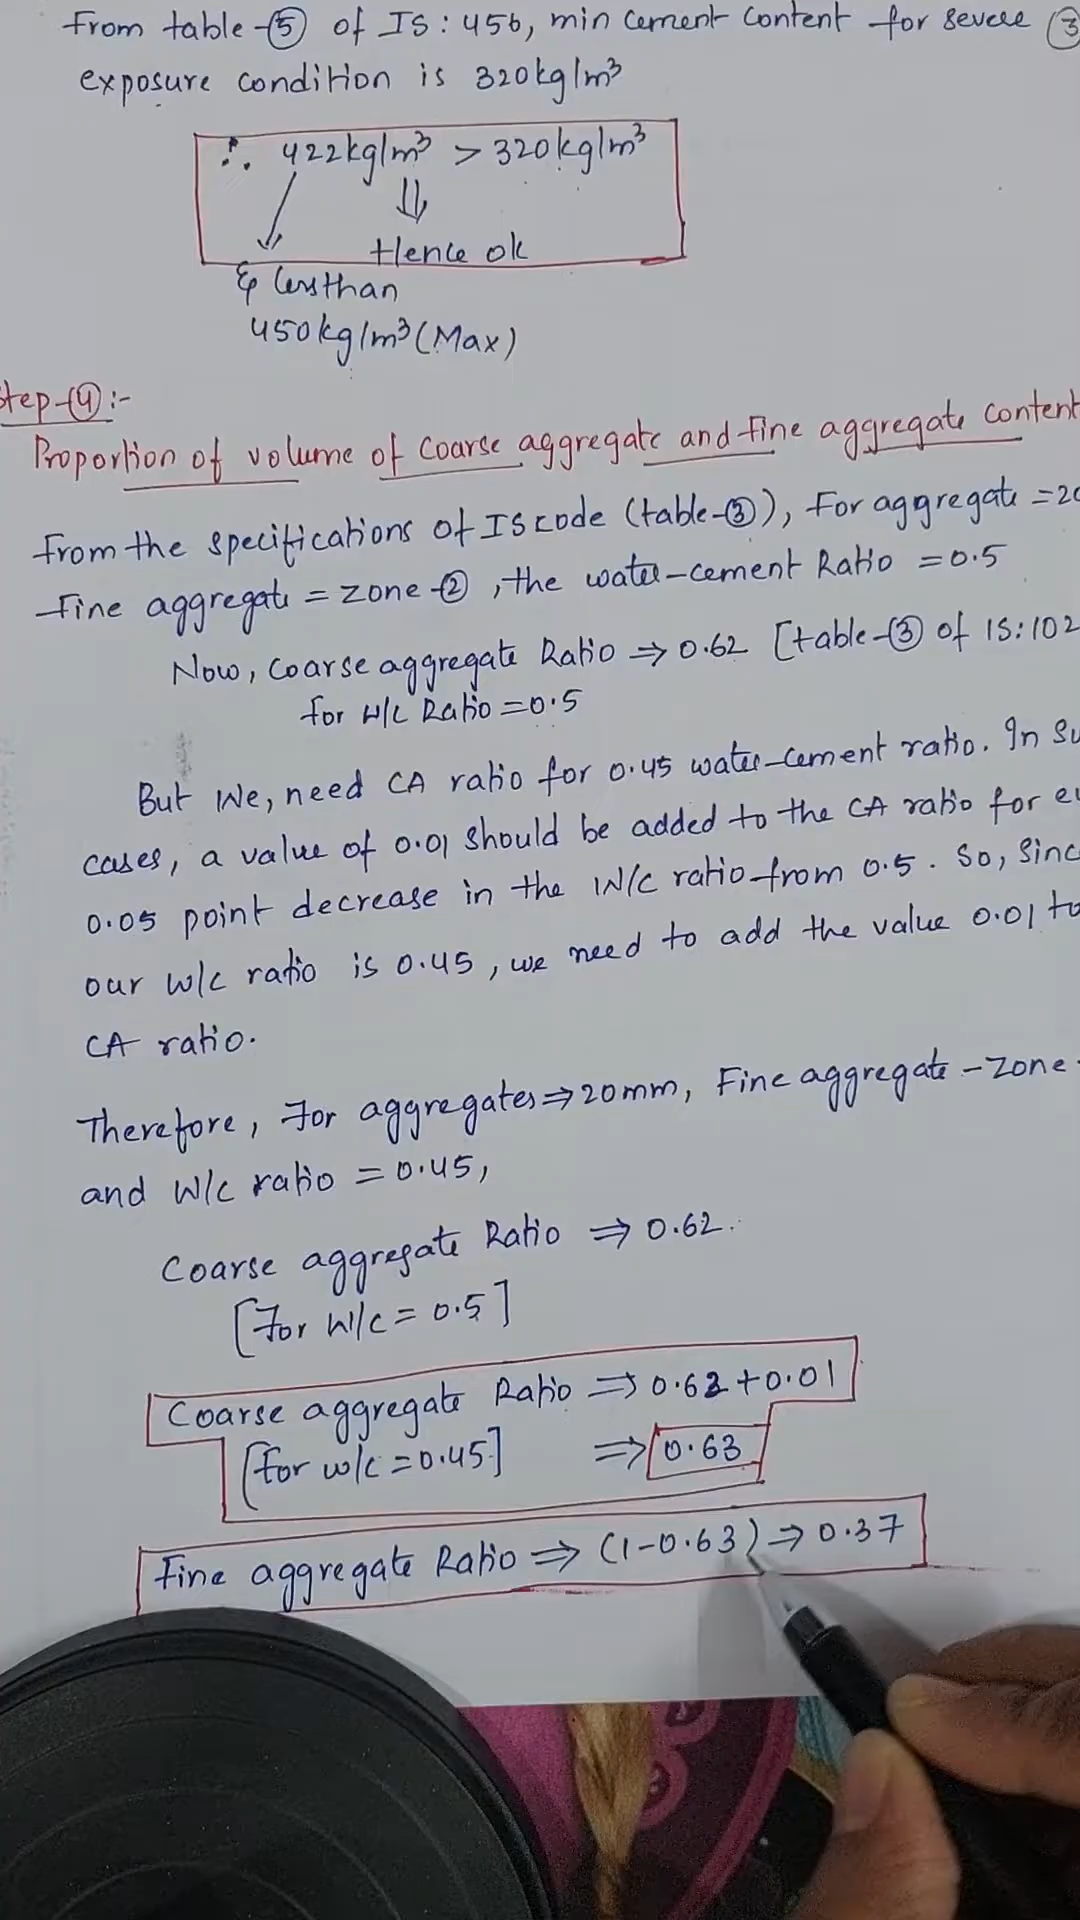 From table-⑤ of IS: 456, min cement content for severe ③
exposure condition is 320kg/m³
∴ 422kg/m³ > 320kg/m³
⇓
Hence ok
& lessthan
450kg/m³ (Max)
Step-④:-
Proportion of volume of coarse aggregate and fine aggregate content
From the specifications of IS code (table-③), For aggregate = 20
Fine aggregate = Zone-②, the water-cement Ratio = 0.5
Now, Coarse aggregate Ratio ⇒ 0.62 [table-③ of IS:102
for W/C Ratio = 0.5
But We, need CA ratio for 0.45 water-cement ratio. In Su
cases, a value of 0.01 should be added to the CA ratio for ev
0.05 point decrease in the W/C ratio from 0.5. So, Sinc
our W/C ratio is 0.45, we need to add the value 0.01 to
CA ratio.
Therefore, For aggregates ⇒ 20mm, Fine aggregate - Zone-
and W/C ratio = 0.45,
Coarse aggregate Ratio ⇒ 0.62.
[For W/C = 0.5]
Coarse aggregate Ratio ⇒ 0.62 + 0.01
[For w/c = 0.45] ⇒ 0.63
Fine aggregate Ratio ⇒ (1-0.63) ⇒ 0.37